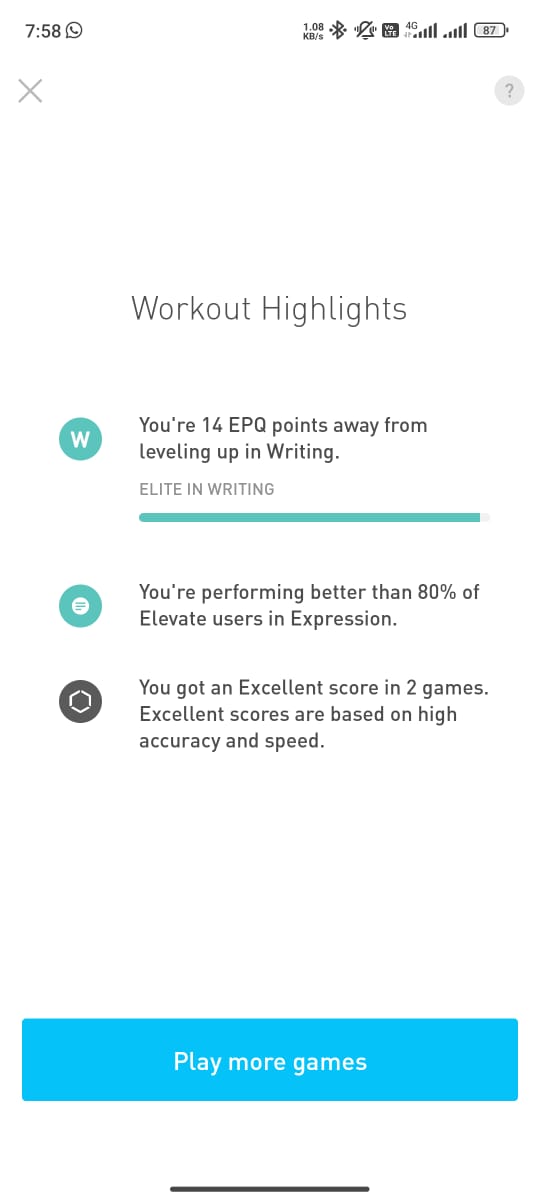 7:58
1.08
KB/s
Vo
LTE
4G
87
?
Workout Highlights
W
You're 14 EPQ points away from
leveling up in Writing.
ELITE IN WRITING
You're performing better than 80% of
Elevate users in Expression.
You got an Excellent score in 2 games.
Excellent scores are based on high
accuracy and speed.
Play more games